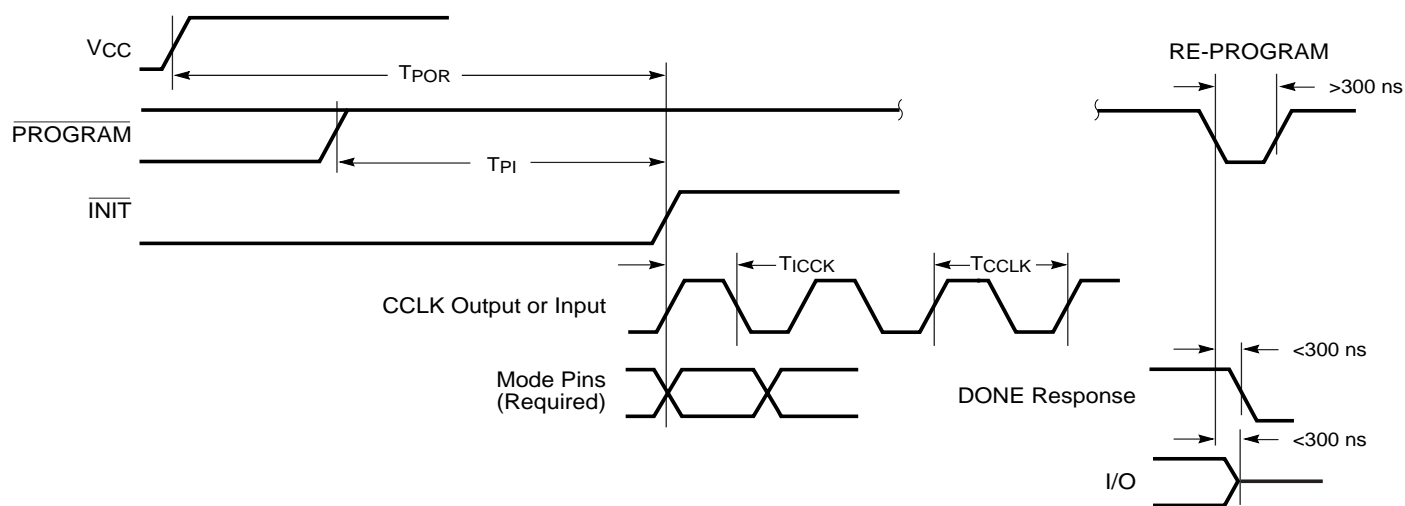 VCC
TPOR
RE-PROGRAM
>300 ns
PROGRAM
TPI
INIT
TICCK
TCCLK
CCLK Output or Input
<300 ns
Mode Pins
(Required)
DONE Response
<300 ns
I/O